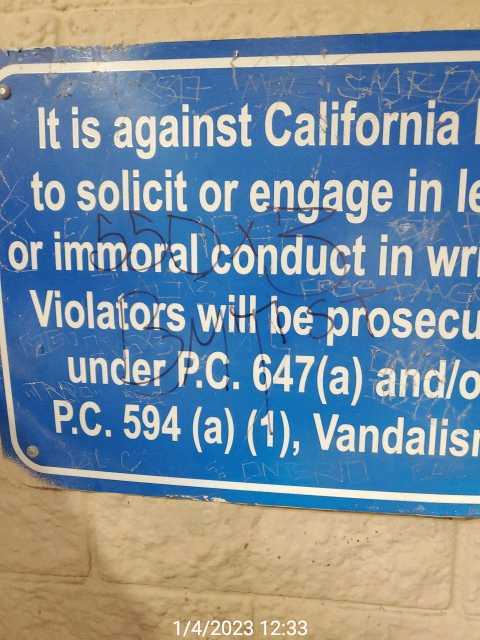 It is against California
to solicit or engage in le
or immoral conduct in wri
Violators will be prosecu
under P.C. 647(a) and/o
P.C. 594 (a) (1), Vandalis
1/4/2023 12:33